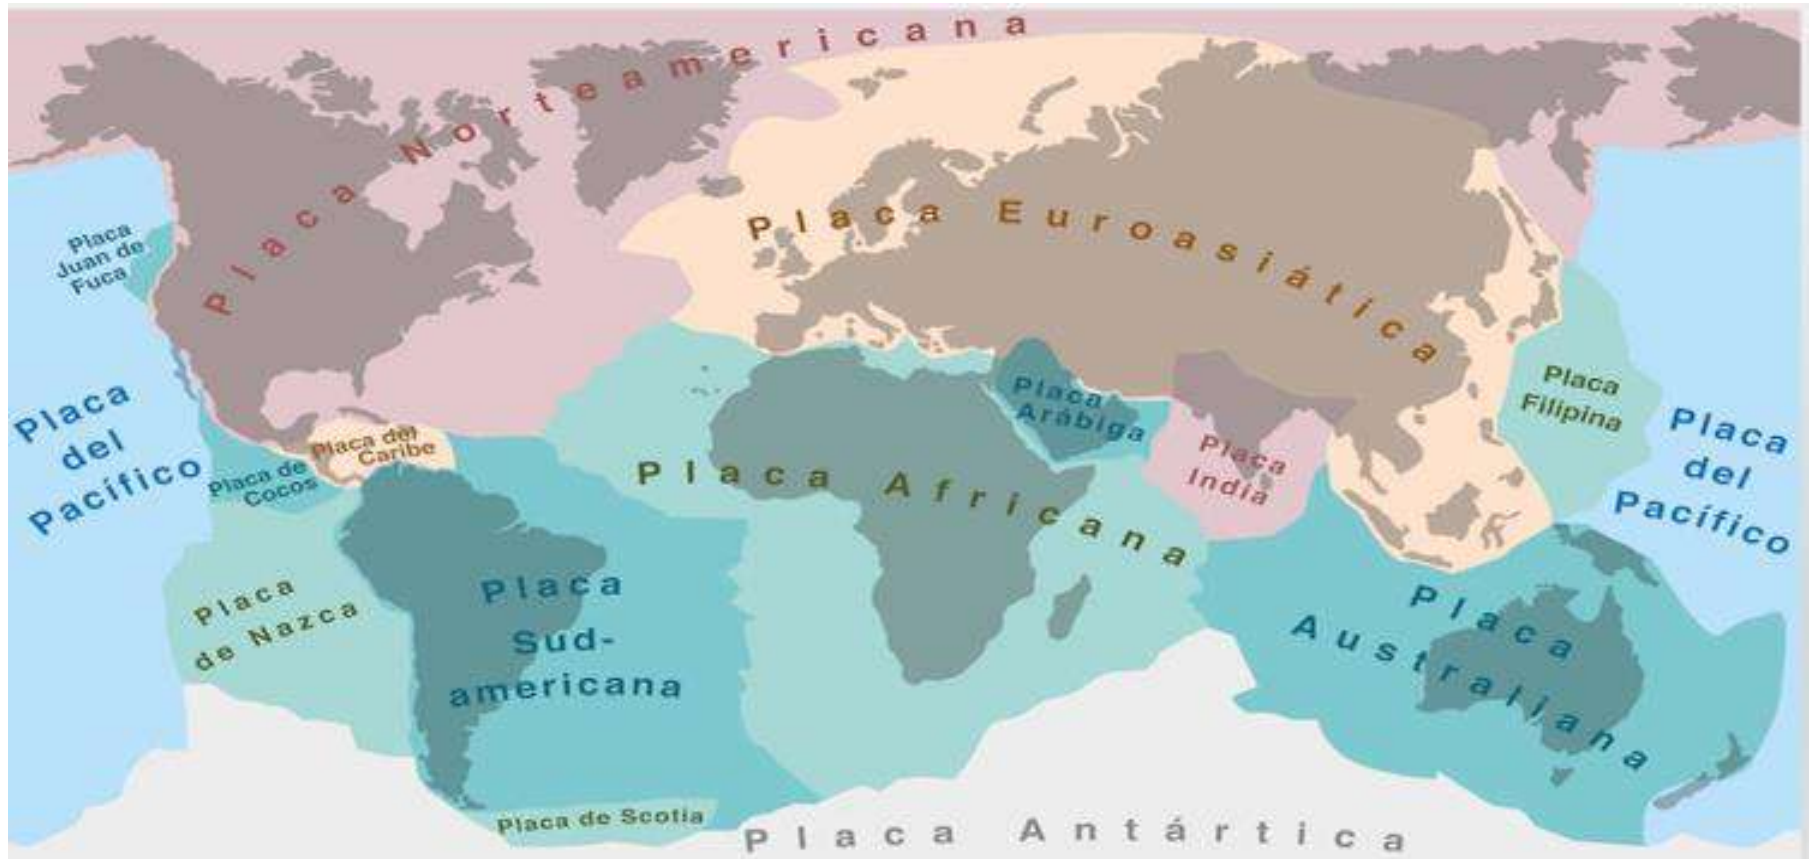 Placa Norteamericana
Placa Euroasiática
Placa
Juan de
Fuca
Placa
del
Pacífico
Placa del
Caribe
Placa de
Cocos
Placa Africana
Placa
Arábiga
Placa
India
Placa
Filipina
Placa
del
Pacífico
Placa
de Nazca
Placa
Sud-
americana
Placa
Australiana
Placa de Scotia
Placa Antártica